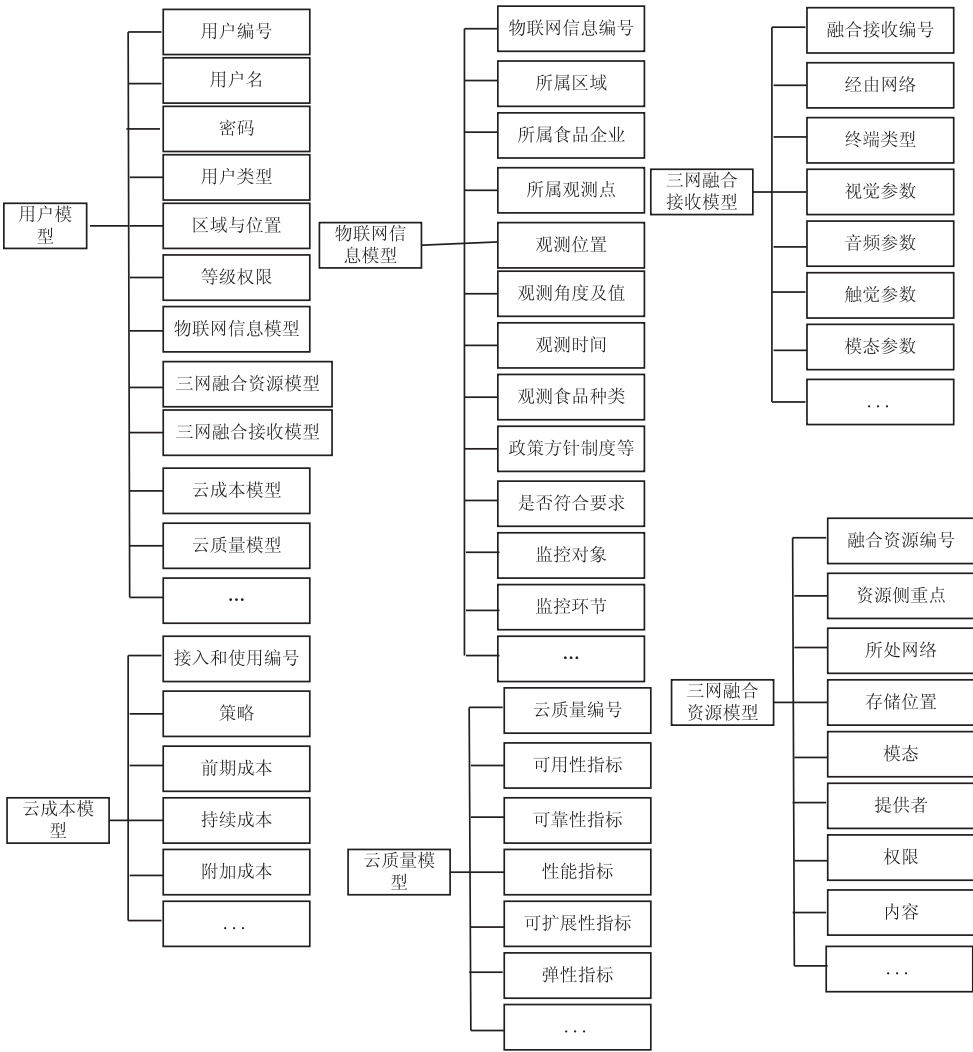 用户模
型
用户编号
用户名
密码
用户类型
区域与位置
等级权限
物联网信息模型
三网融合资源模型
三网融合接收模型
云成本模型
云质量模型
...
云成本模
型
接入和使用编号
策略
前期成本
持续成本
附加成本
...
物联网信
息模型
物联网信息编号
所属区域
所属食品企业
所属观测点
观测位置
观测角度及值
观测时间
观测食品种类
政策方针制度等
是否符合要求
监控对象
监控环节
...
云质量模
型
云质量编号
可用性指标
可靠性指标
性能指标
可扩展性指标
弹性指标
...
三网融合
接收模型
融合接收编号
经由网络
终端类型
视觉参数
音频参数
触觉参数
模态参数
...
三网融合
资源模型
融合资源编号
资源侧重点
所处网络
存储位置
模态
提供者
权限
内容
...